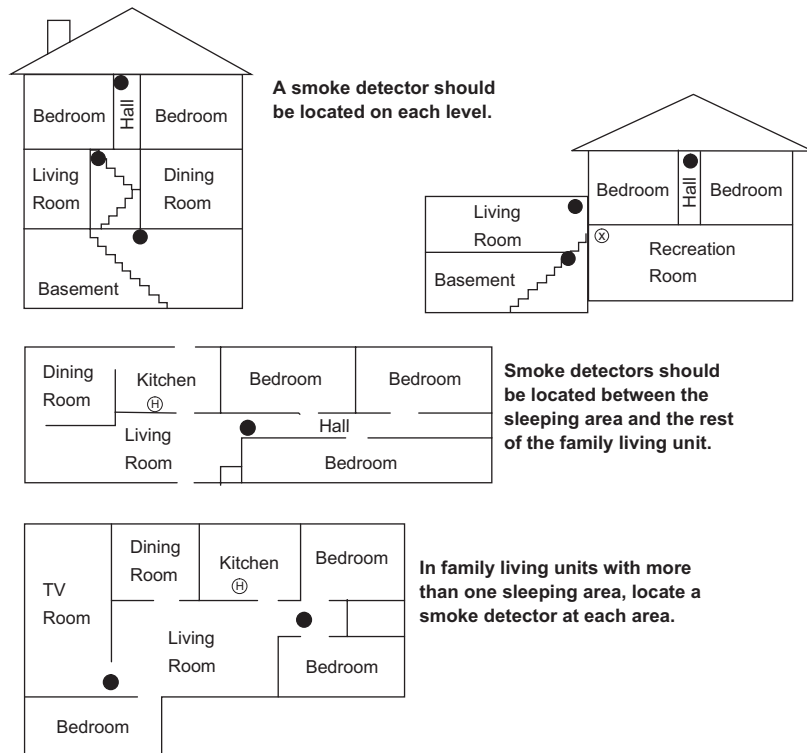 A smoke detector should
be located on each level.
Bedroom
Hall
Bedroom
Living
Room
Dining
Room
Basement
Bedroom
Hall
Bedroom
Living
Room
X
Recreation
Room
Basement
Smoke detectors should
be located between the
sleeping area and the rest
of the family living unit.
Dining
Room
Kitchen
H
Bedroom
Bedroom
Hall
Living
Room
Bedroom
In family living units with more
than one sleeping area, locate a
smoke detector at each area.
TV
Room
Dining
Room
Kitchen
H
Bedroom
Living
Room
Bedroom
Bedroom